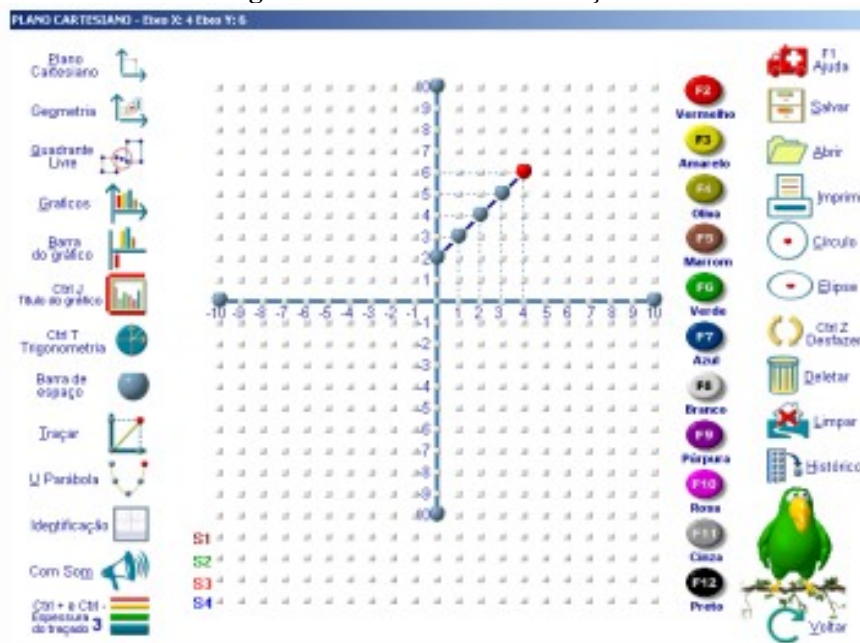 PLANO CARTESIANO - Eixo X: 4 Eixo Y: 6
Plano
Cartesiano
Geometria
Quadrante
Livre
Graficos
Barra
do gráfico
Ctrl J
Título do gráfico
Ctrl T
Trigonometria
Barra de
espaço
Traçar
U Parábola
Identificação
Com Som
Ctrl + e Ctrl -
Espessura
do traçado 3
10
9
8
7
6
5
4
3
2
1
-10 -9 -8 -7 -6 -5 -4 -3 -2 -1 1 2 3 4 5 6 7 8 9 10
-1
-2
-3
-4
-5
-6
-7
-8
-9
-10
S1
S2
S3
S4
F2
Vermelho
F3
Amarelo
F4
Oliva
F5
Marrom
F6
Verde
F7
Azul
F8
Branco
F9
Púrpura
F10
Rosa
F11
Cinza
F12
Preto
F1
Ajuda
Salvar
Abrir
Imprimi
Círculo
Elipse
Ctrl Z
Desfazer
Deletar
Limpar
Histórico
Voltar